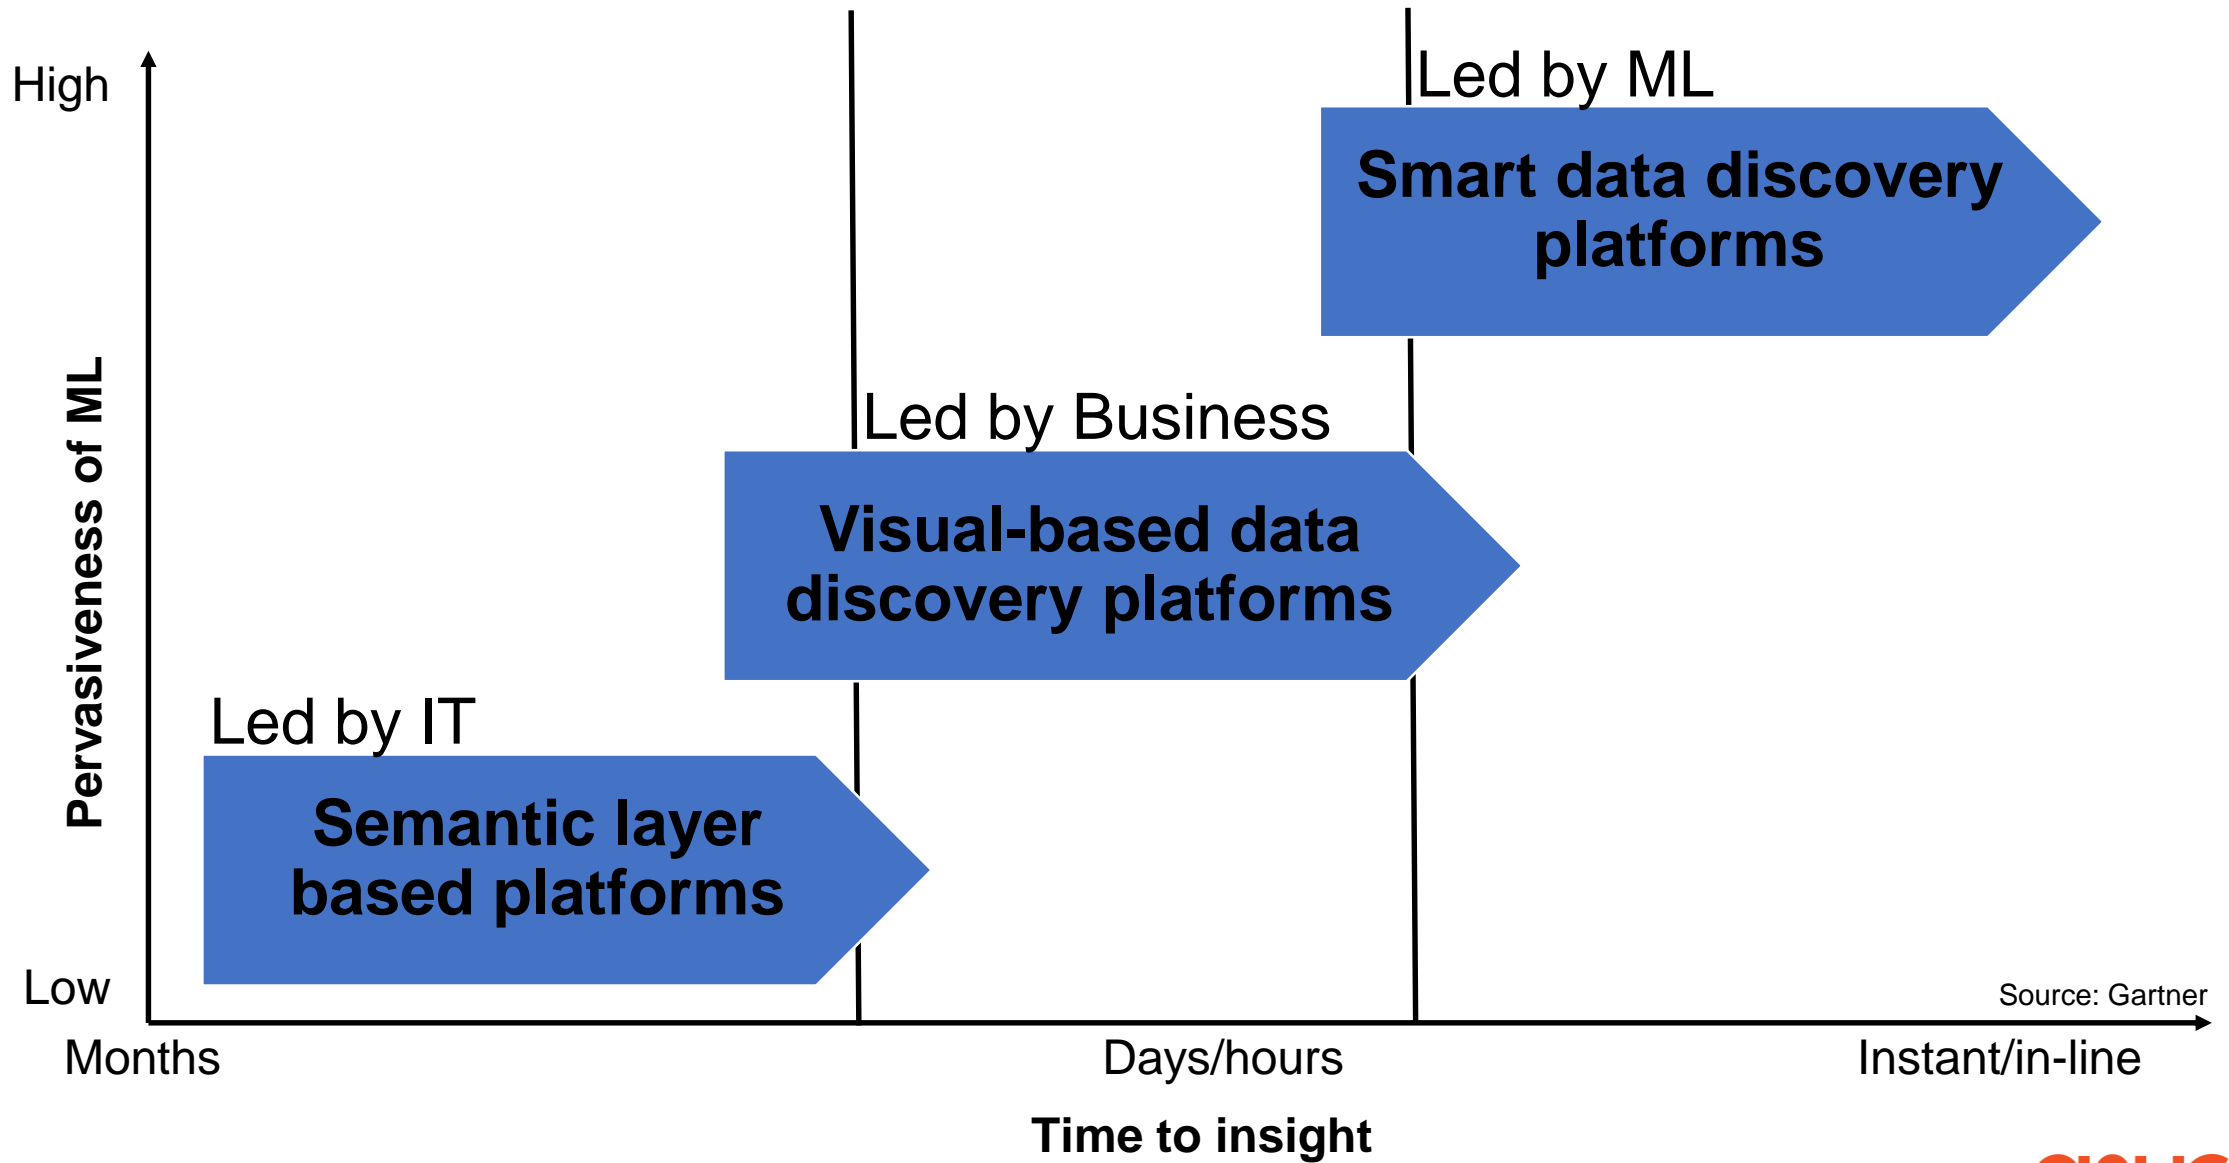 High
Led by ML
Smart data discovery
platforms
Pervasiveness of ML
Led by Business
Visual-based data
discovery platforms
Led by IT
Semantic layer
based platforms
Low
Source: Gartner
Months
Days/hours
Instant/in-line
Time to insight